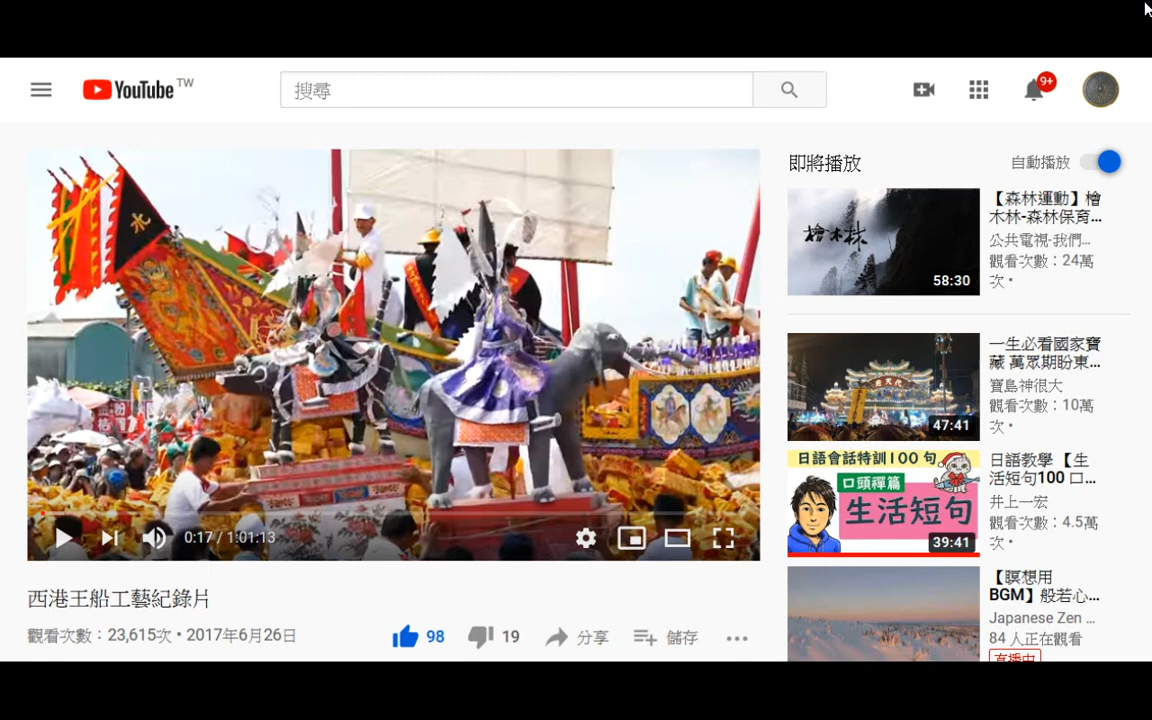 YouTube TW
搜尋
9+
水
0:17 / 1:01:13
西港王船工藝紀錄片
觀看次數：23,615次 • 2017年6月26日
98
19
分享
儲存
即將播放
自動播放
檜木林
58:30
【森林運動】檜
木林-森林保育...
公共電視-我們...
觀看次數：24萬
次 •
47:41
一生必看國家寶
藏 萬眾期盼東...
寶島神很大
觀看次數：10萬
次 •
日語會話特訓100句
口頭禪篇
生活短句
39:41
日語教學【生
活短句100 口...
井上一宏
觀看次數：4.5萬
次 •
【瞑想用
BGM】般若心...
Japanese Zen ...
84 人正在觀看
直播中